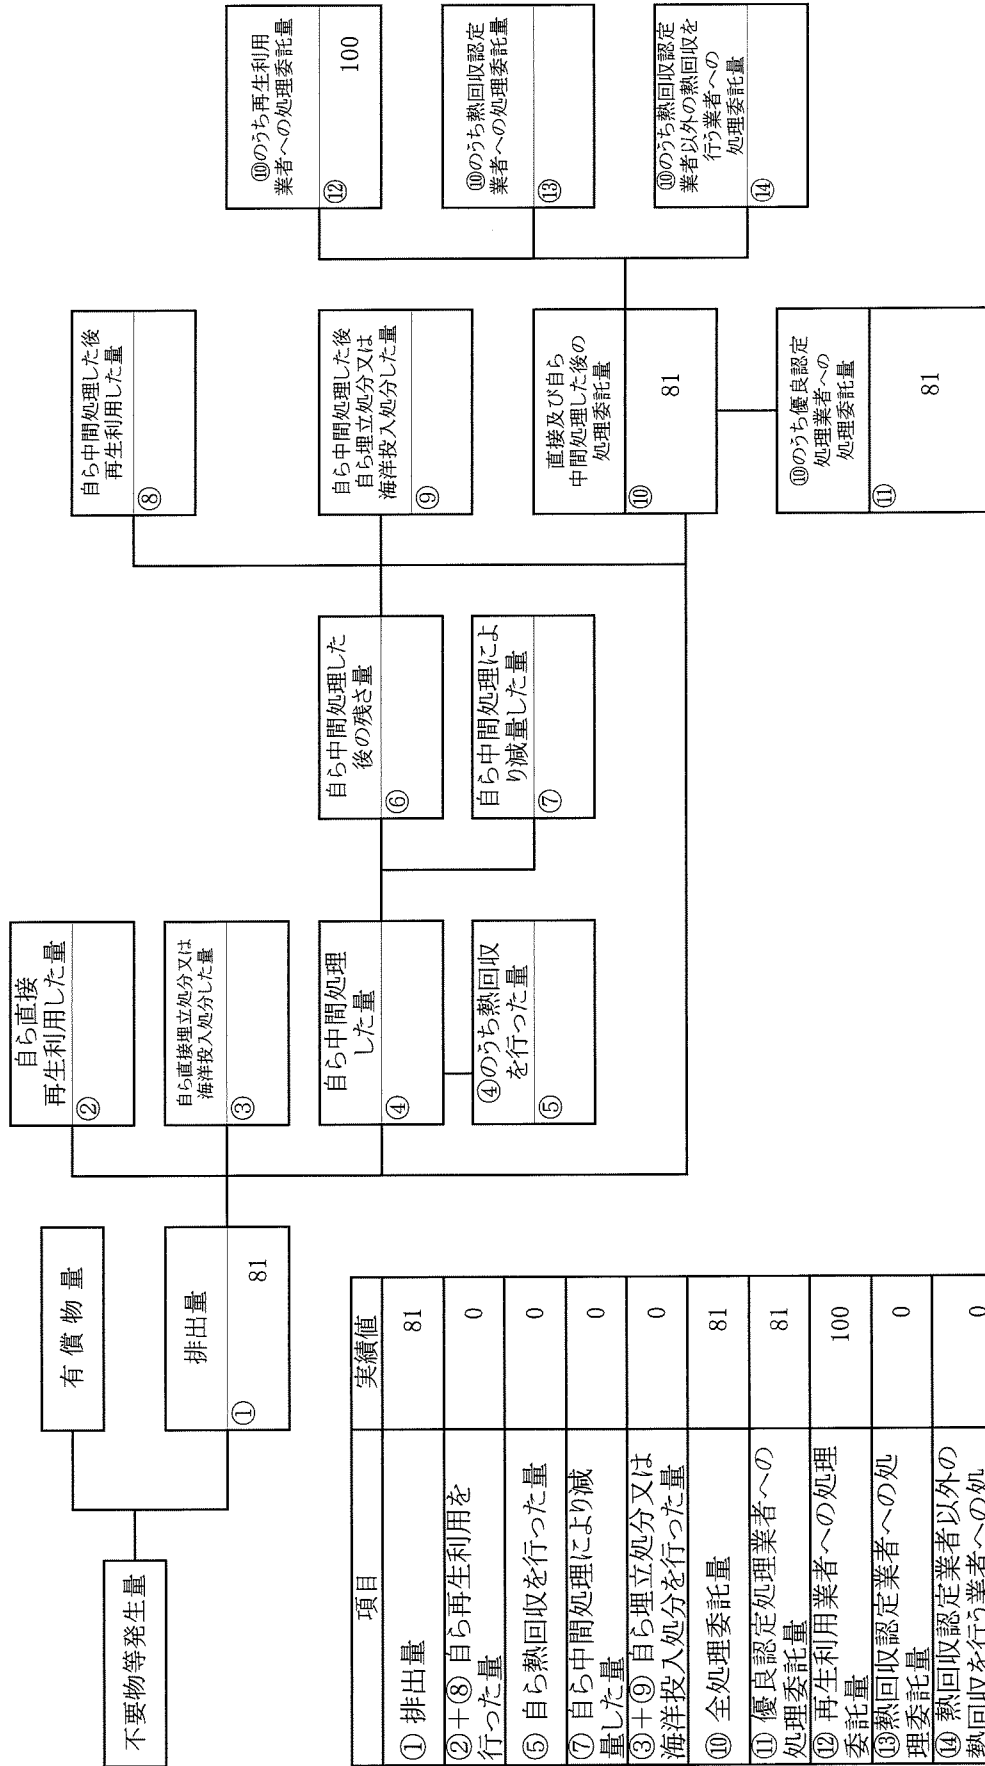 不要物等発生量
有償物量
排出量
①
81
自ら直接
再生利用した量
②
自ら直接埋立処分又は
海洋投入処分した量
③
自ら中間処理
した量
④
④のうち熱回収
を行った量
⑤
自ら中間処理した
後の残さ量
⑥
自ら中間処理によ
り減量した量
⑦
自ら中間処理した後
再生利用した量
⑧
自ら中間処理した後
自ら埋立処分又は
海洋投入処分した量
⑨
直接及び自ら
中間処理した後の
処理委託量
⑩
81
⑩のうち優良認定
処理業者への
処理委託量
⑪
81
⑩のうち再生利用
業者への処理委託量
⑫
100
⑩のうち熱回収認定
業者への処理委託量
⑬
⑩のうち熱回収認定
業者以外の熱回収を
行う業者への
処理委託量
⑭
項目 実績値
① 排出量 81
②+⑧ 自ら再生利用を
行った量 0
⑤ 自ら熱回収を行った量 0
⑦ 自ら中間処理により減
量した量 0
③+⑨ 自ら埋立処分又は
海洋投入処分を行った量 0
⑩ 全処理委託量 81
⑪ 優良認定処理業者への
処理委託量 81
⑫ 再生利用業者への処理
委託量 100
⑬熱回収認定業者への処
理委託量 0
⑭ 熱回収認定業者以外の
熱回収を行う業者への処 0